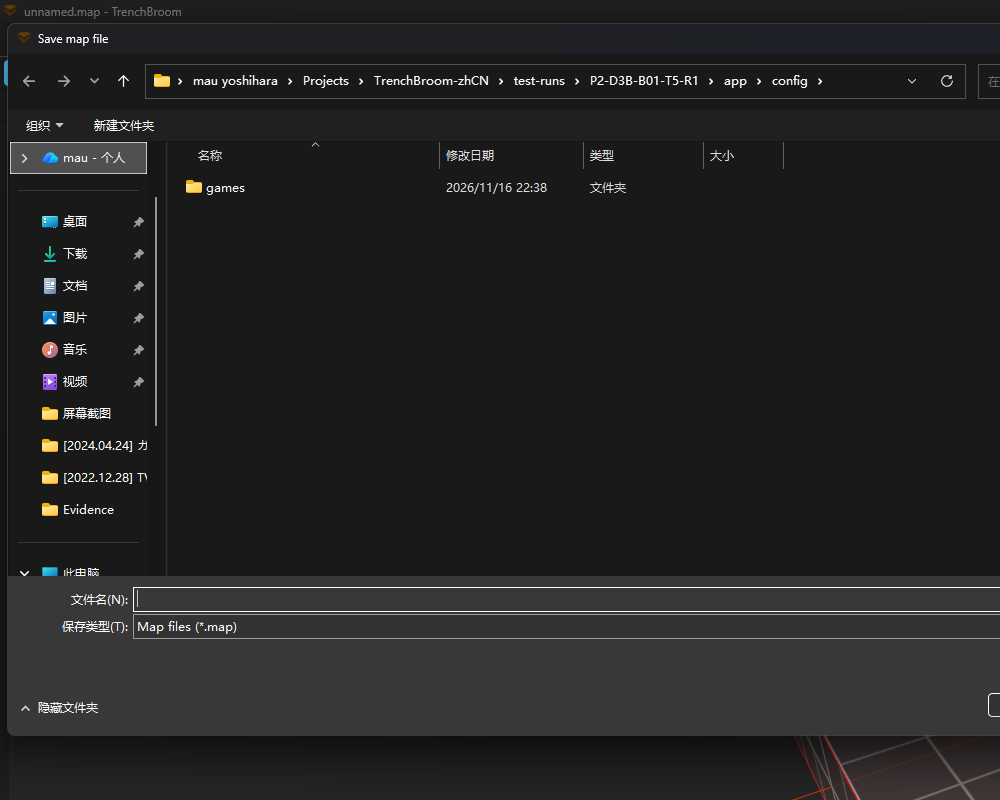 unnamed.map - TrenchBroom
Save map file
mau yoshihara > Projects > TrenchBroom-zhCN > test-runs > P2-D3B-B01-T5-R1 > app > config >
在
组织 新建文件夹
mau - 个人
名称 修改日期 类型 大小
games 2026/11/16 22:38 文件夹
桌面
下载
文档
图片
音乐
视频
屏幕截图
[2024.04.24] カ
[2022.12.28] TV
Evidence
此电脑
文件名(N):
保存类型(T): Map files (*.map)
隐藏文件夹